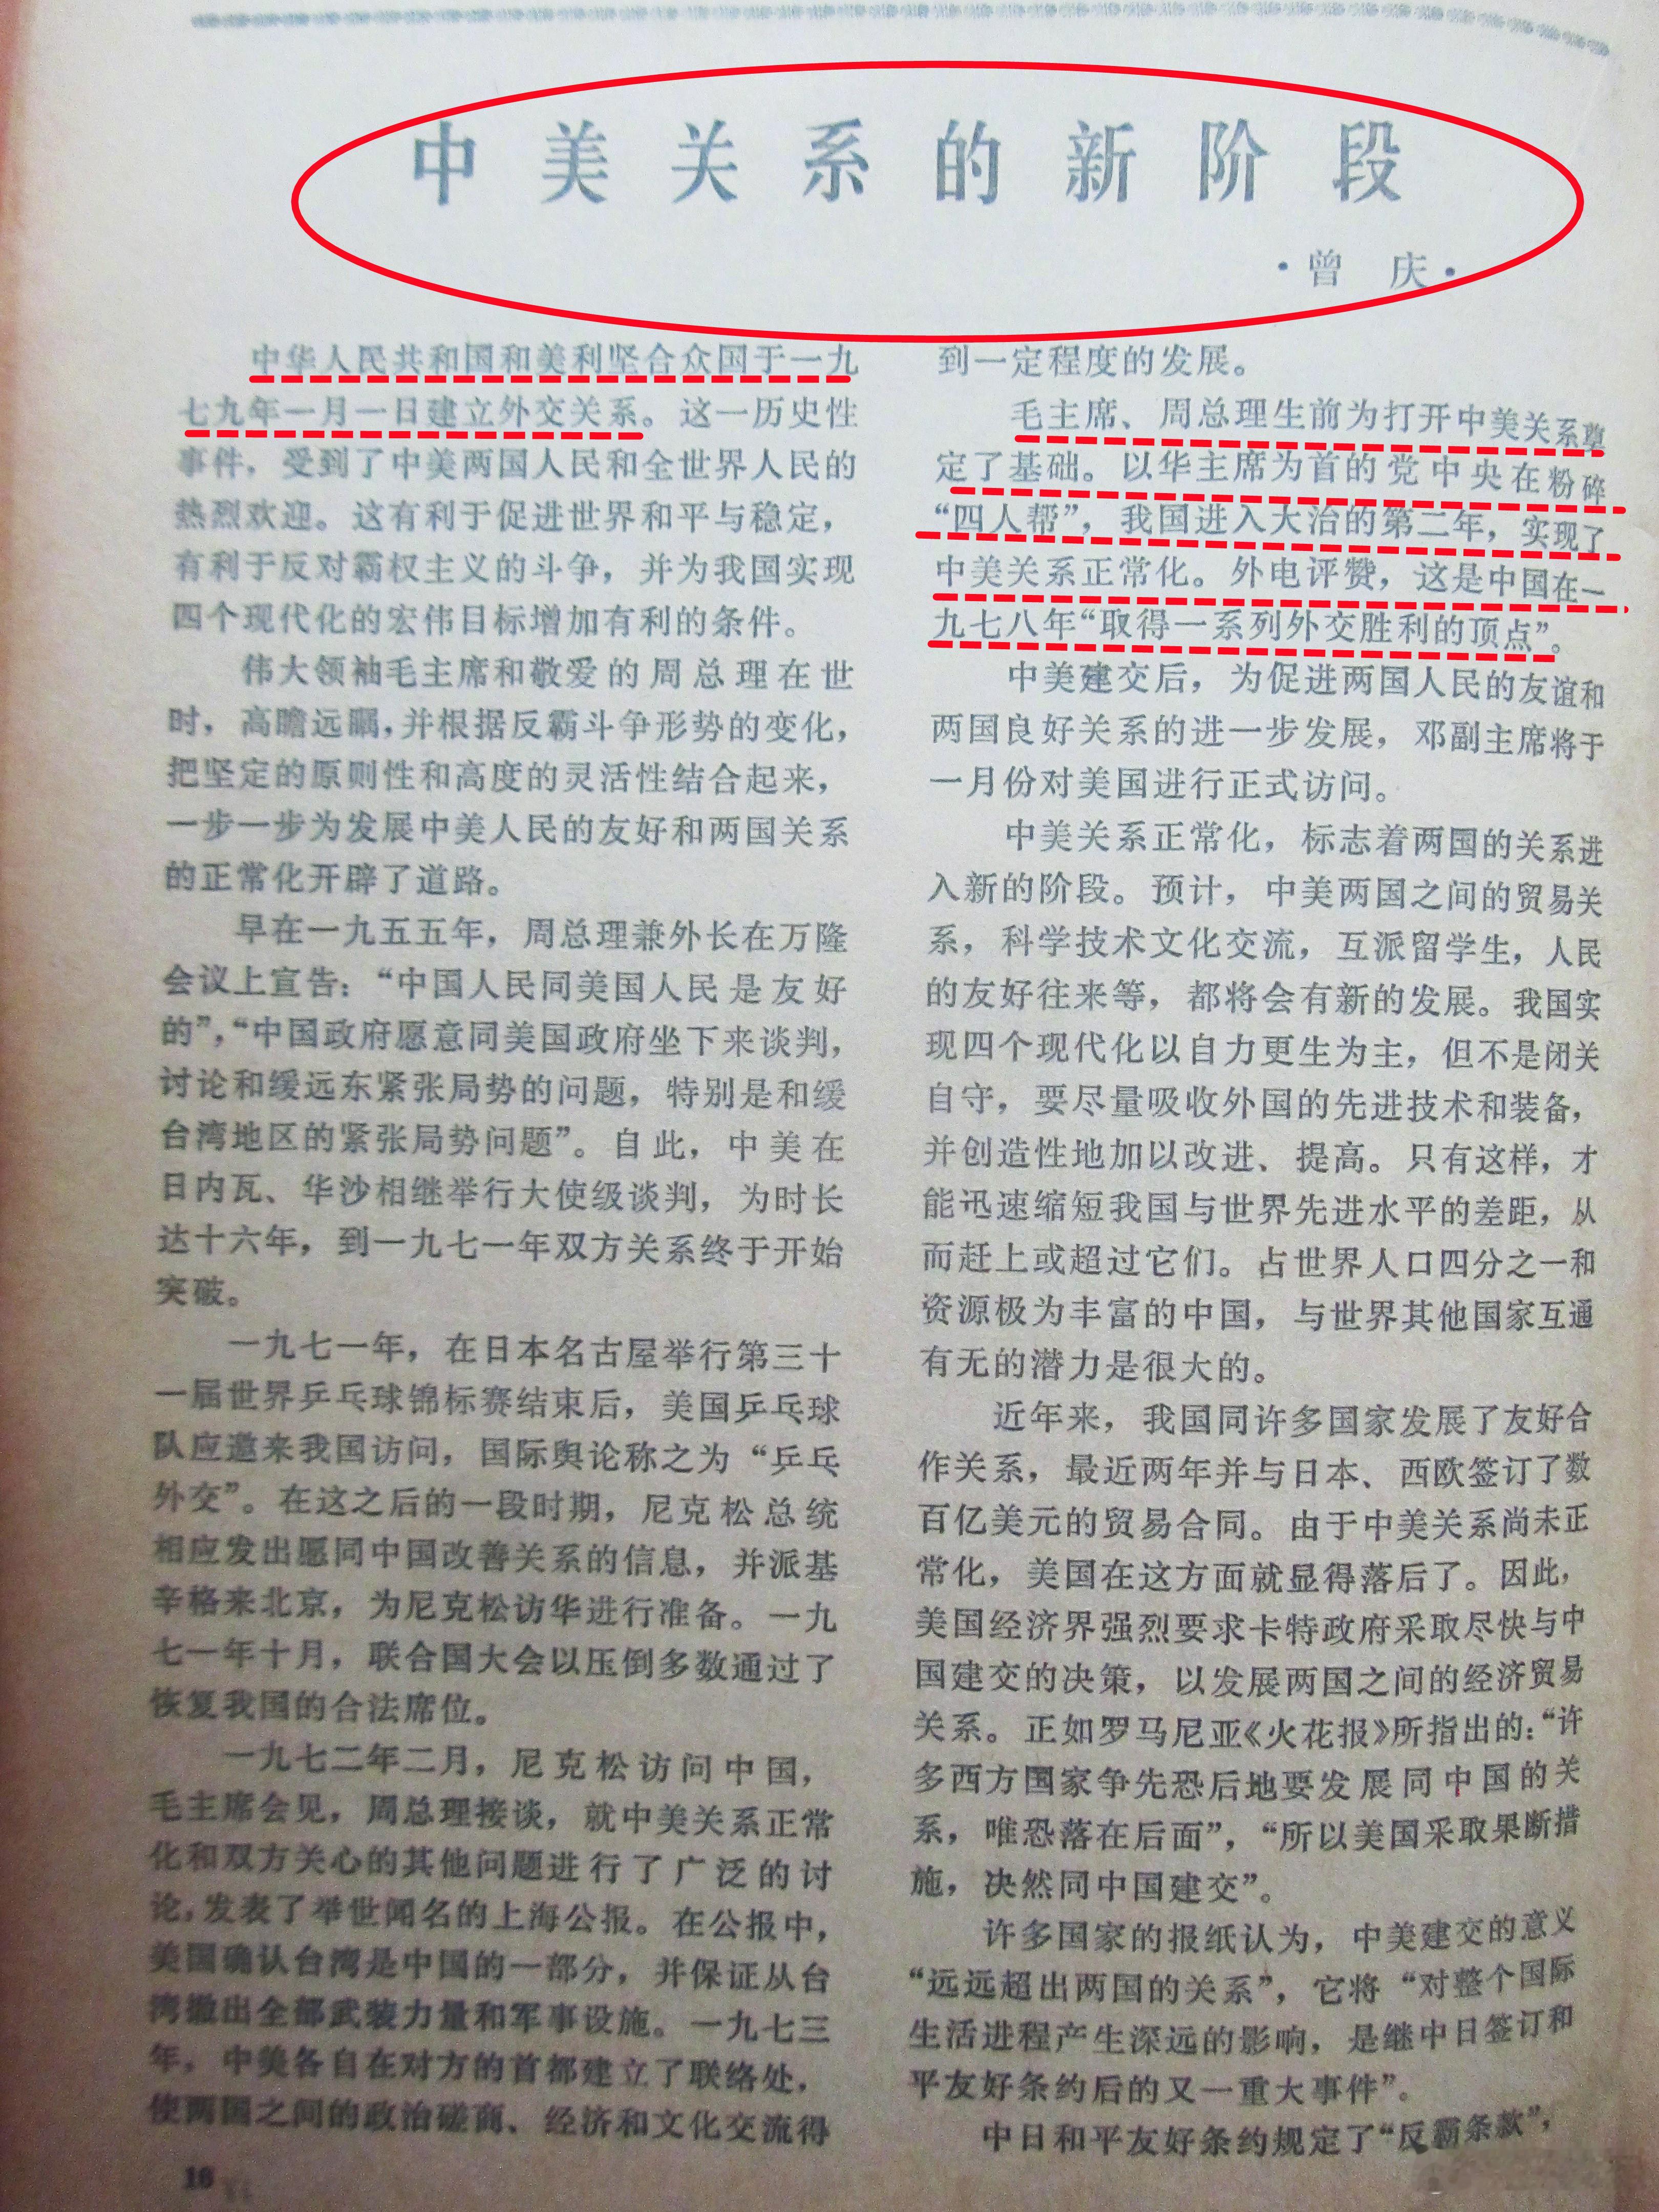 中美关系的新阶段
·曾 庆·
中华人民共和国和美利坚合众国于一九
七九年一月一日建立外交关系。这一历史性
事件，受到了中美两国人民和全世界人民的
热烈欢迎。这有利于促进世界和平与稳定，
有利于反对霸权主义的斗争，并为我国实现
四个现代化的宏伟目标增加有利的条件。
伟大领袖毛主席和敬爱的周总理在世
时，高瞻远瞩，并根据反霸斗争形势的变化，
把坚定的原则性和高度的灵活性结合起来，
一步一步为发展中美人民的友好和两国关系
的正常化开辟了道路。
早在一九五五年，周总理兼外长在万隆
会议上宣告：“中国人民同美国人民是友好
的”，“中国政府愿意同美国政府坐下来谈判，
讨论和缓远东紧张局势的问题，特别是和缓
台湾地区的紧张局势问题”。自此，中美在
日内瓦、华沙相继举行大使级谈判，为时长
达十六年，到一九七一年双方关系终于开始
突破。
一九七一年，在日本名古屋举行第三十
一届世界乒乓球锦标赛结束后，美国乒乓球
队应邀来我国访问，国际舆论称之为“乒乓
外交”。在这之后的一段时期，尼克松总统
相应发出愿同中国改善关系的信息，并派基
辛格来北京，为尼克松访华进行准备。一九
七一年十月，联合国大会以压倒多数通过了
恢复我国的合法席位。
一九七二年二月，尼克松访问中国，
毛主席会见，周总理接谈，就中美关系正常
化和双方关心的其他问题进行了广泛的讨
论，发表了举世闻名的上海公报。在公报中，
美国确认台湾是中国的一部分，并保证从台
湾撤出全部武装力量和军事设施。一九七三
年，中美各自在对方的首都建立了联络处，
使两国之间的政治磋商、经济和文化交流得
16
到一定程度的发展。
毛主席、周总理生前为打开中美关系奠
定了基础。以华主席为首的党中央在粉碎
“四人帮”，我国进入大治的第二年，实现了
中美关系正常化。外电评赞，这是中国在一
九七八年“取得一系列外交胜利的顶点”。
中美建交后，为促进两国人民的友谊和
两国良好关系的进一步发展，邓副主席将于
一月份对美国进行正式访问。
中美关系正常化，标志着两国的关系进
入新的阶段。预计，中美两国之间的贸易关
系，科学技术文化交流，互派留学生，人民
的友好往来等，都将会有新的发展。我国实
现四个现代化以自力更生为主，但不是闭关
自守，要尽量吸收外国的先进技术和装备，
并创造性地加以改进、提高。只有这样，才
能迅速缩短我国与世界先进水平的差距，从
而赶上或超过它们。占世界人口四分之一和
资源极为丰富的中国，与世界其他国家互通
有无的潜力是很大的。
近年来，我国同许多国家发展了友好合
作关系，最近两年并与日本、西欧签订了数
百亿美元的贸易合同。由于中美关系尚未正
常化，美国在这方面就显得落后了。因此，
美国经济界强烈要求卡特政府采取尽快与中
国建交的决策，以发展两国之间的经济贸易
关系。正如罗马尼亚《火花报》所指出的：“许
多西方国家争先恐后地要发展同中国的关
系，唯恐落在后面”，“所以美国采取果断措
施，决然同中国建交”。
许多国家的报纸认为，中美建交的意义
“远远超出两国的关系”，它将“对整个国际
生活进程产生深远的影响，是继中日签订和
平友好条约后的又一重大事件”。
中日和平友好条约规定了“反霸条款”，